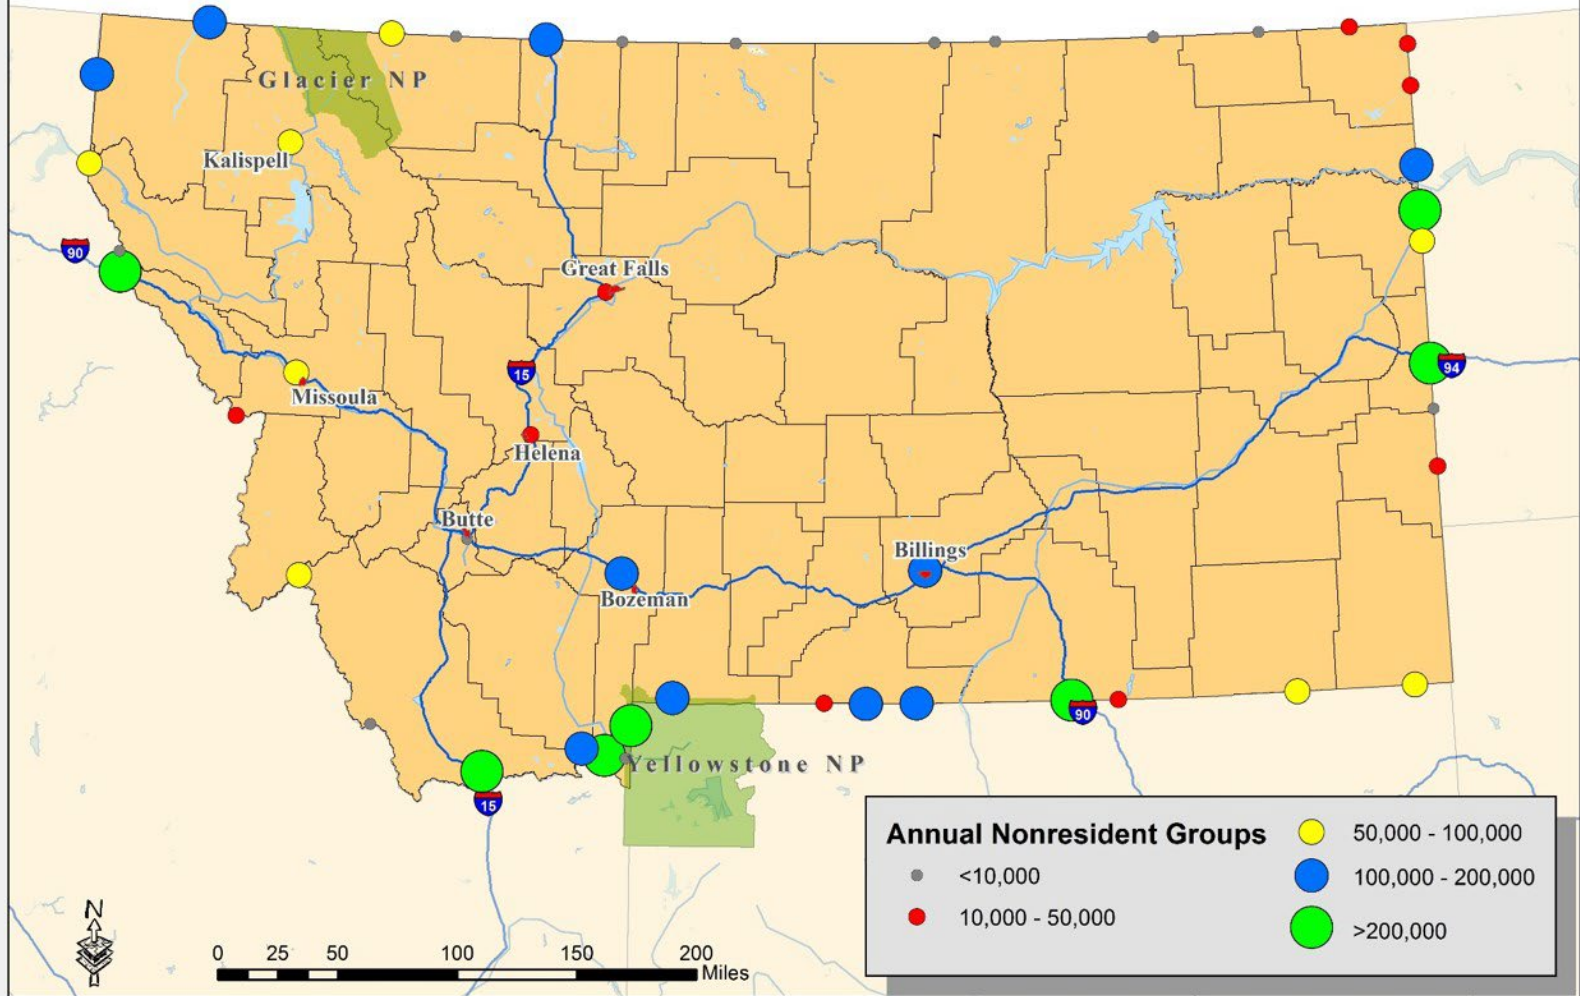 Glacier NP
Kalispell
90
Great Falls
15
94
Missoula
Helena
Butte
Billings
Bozeman
90
Yellowstone NP
15
Annual Nonresident Groups
<10,000
10,000 - 50,000
50,000 - 100,000
100,000 - 200,000
>200,000
N
0 25 50 100 150 200
Miles